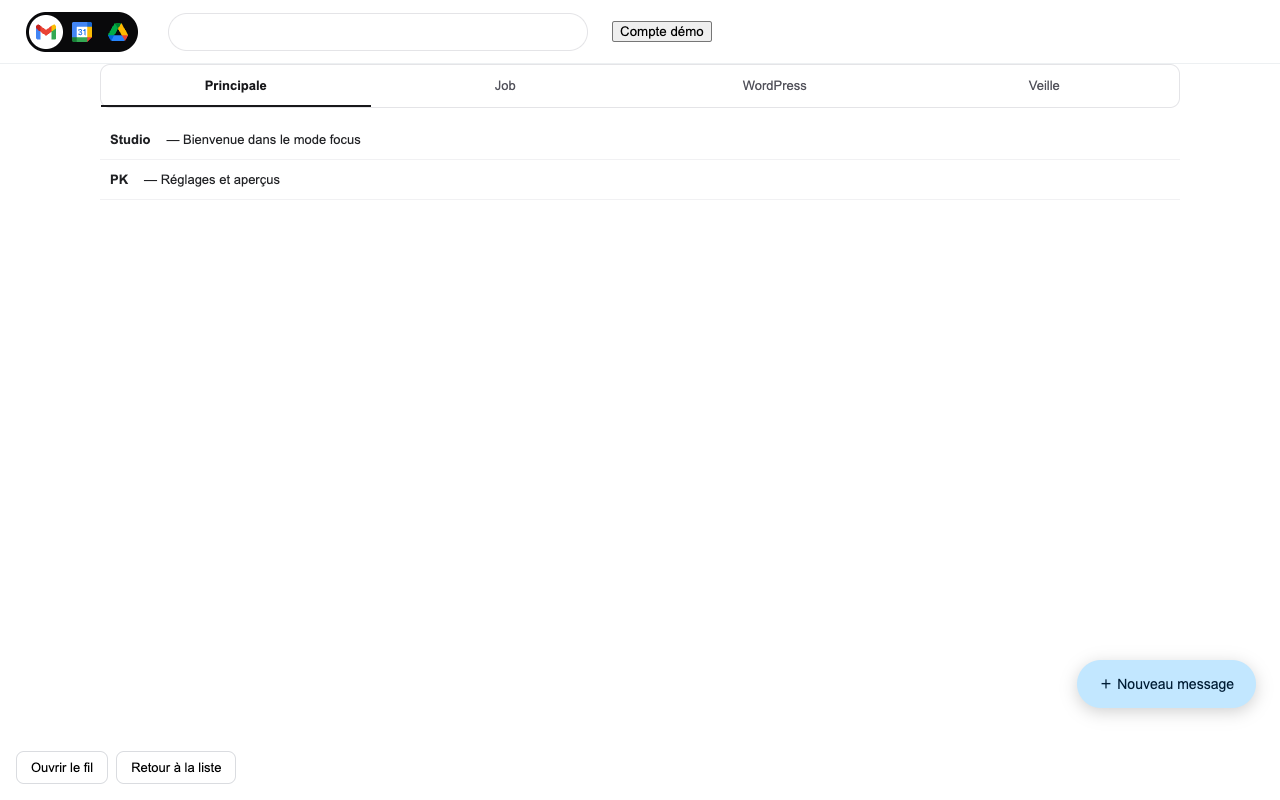 31
Compte démo
Principale Job WordPress Veille
Studio — Bienvenue dans le mode focus
PK — Réglages et aperçus
+ Nouveau message
Ouvrir le fil Retour à la liste